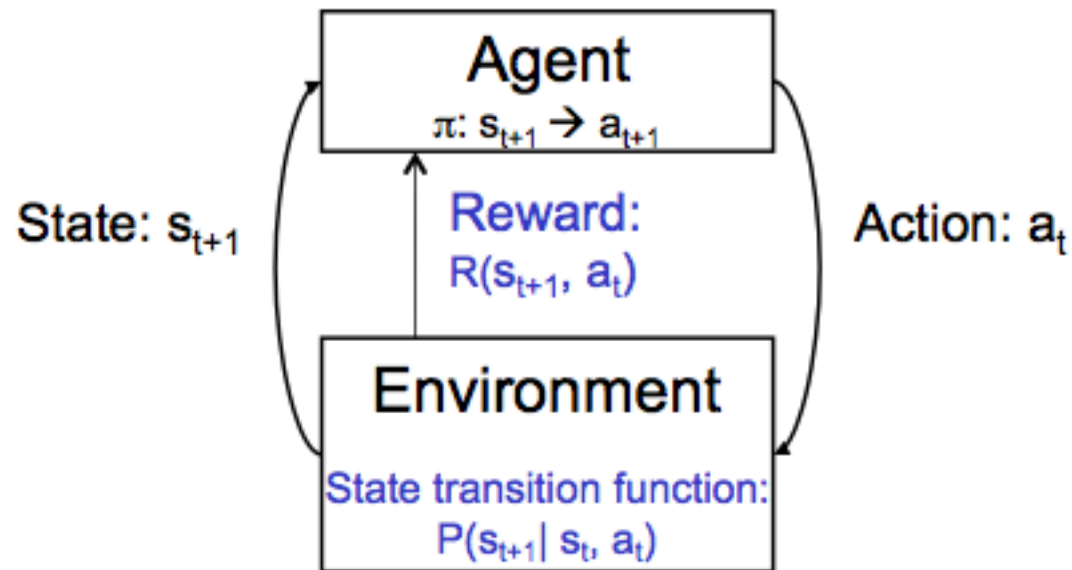 Agent
π: sₜ₊₁ → aₜ₊₁
State: sₜ₊₁
Reward:
R(sₜ₊₁, aₜ)
Action: aₜ
Environment
State transition function:
P(sₜ₊₁| sₜ, aₜ)